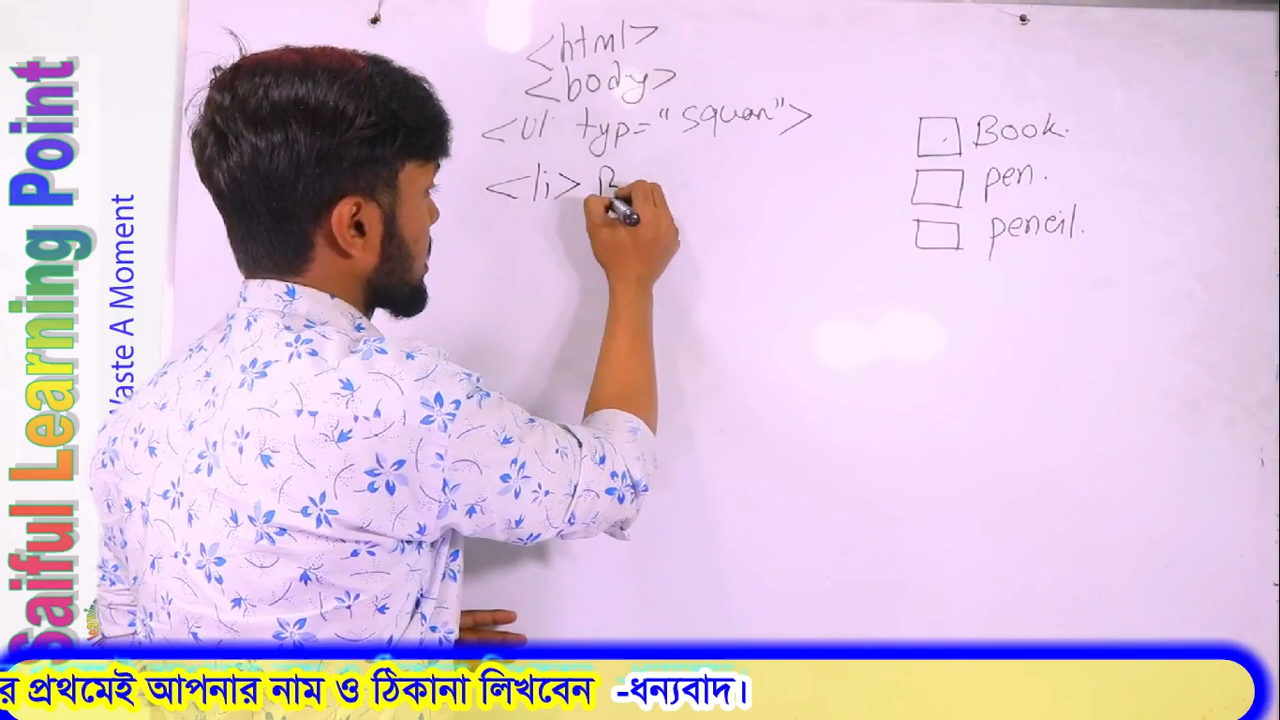 Saiful Learning Point
Waste A Moment
<html>
<body>
<ul typ="squar">
<li> B
Book.
pen.
pencil.
র প্রথমেই আপনার নাম ও ঠিকানা লিখবেন -ধন্যবাদ।